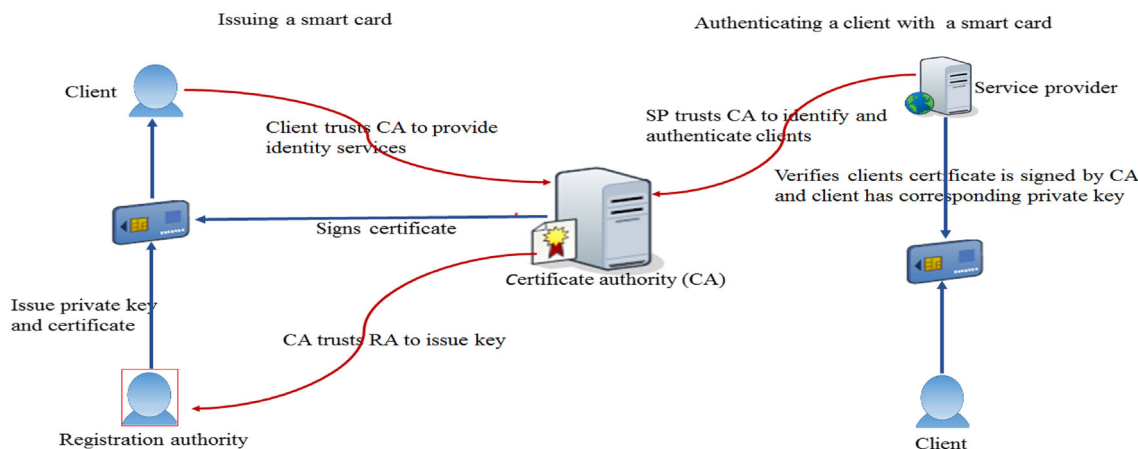 Issuing a smart card
Authenticating a client with a smart card
Client
Client trusts CA to provide
identity services
SP trusts CA to identify and
authenticate clients
Service provider
Verifies clients certificate is signed by CA
and client has corresponding private key
Signs certificate
Certificate authority (CA)
Issue private key
and certificate
CA trusts RA to issue key
Registration authority
Client